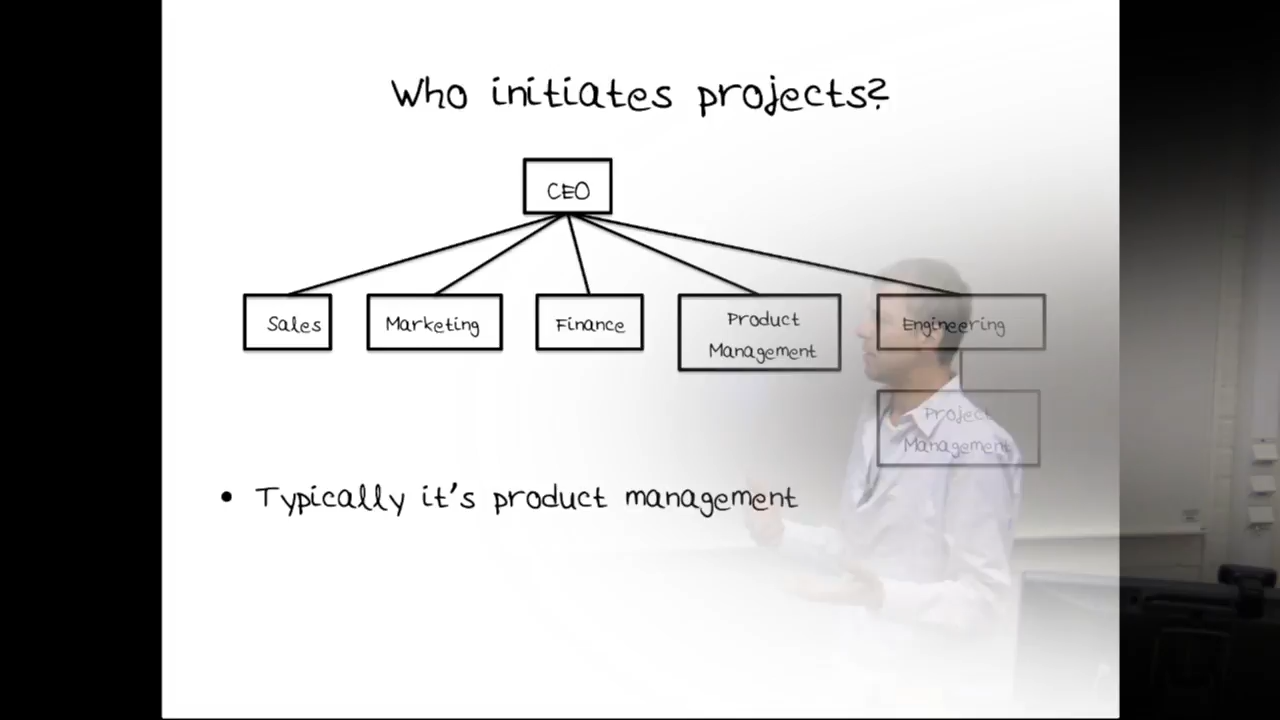 Who initiates projects?
CEO
Sales
Marketing
Finance
Product
Management
Engineering
Project
Management
• Typically it's product management